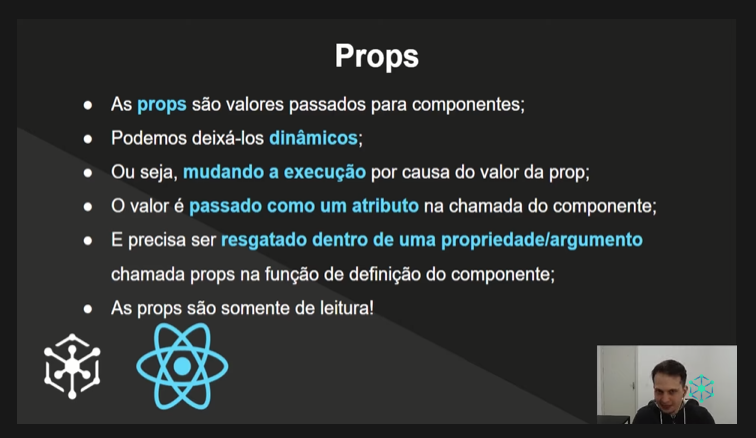 Props
● As props são valores passados para componentes;
● Podemos deixá-los dinâmicos;
● Ou seja, mudando a execução por causa do valor da prop;
● O valor é passado como um atributo na chamada do componente;
● E precisa ser resgatado dentro de uma propriedade/argumento
chamada props na função de definição do componente;
● As props são somente de leitura!